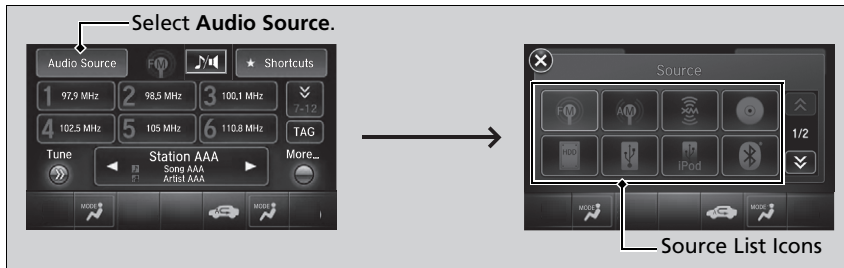 Select Audio Source.
Audio Source FM ★ Shortcuts
1 97.9 MHz 2 98.5 MHz 3 100.1 MHz 7-12
4 102.5 MHz 5 105 MHz 6 110.8 MHz TAG
Tune Station AAA More...
Song AAA
Artist AAA
MODE MODE
Source
FM AM XM
1/2
HDD iPod
MODE MODE
Source List Icons